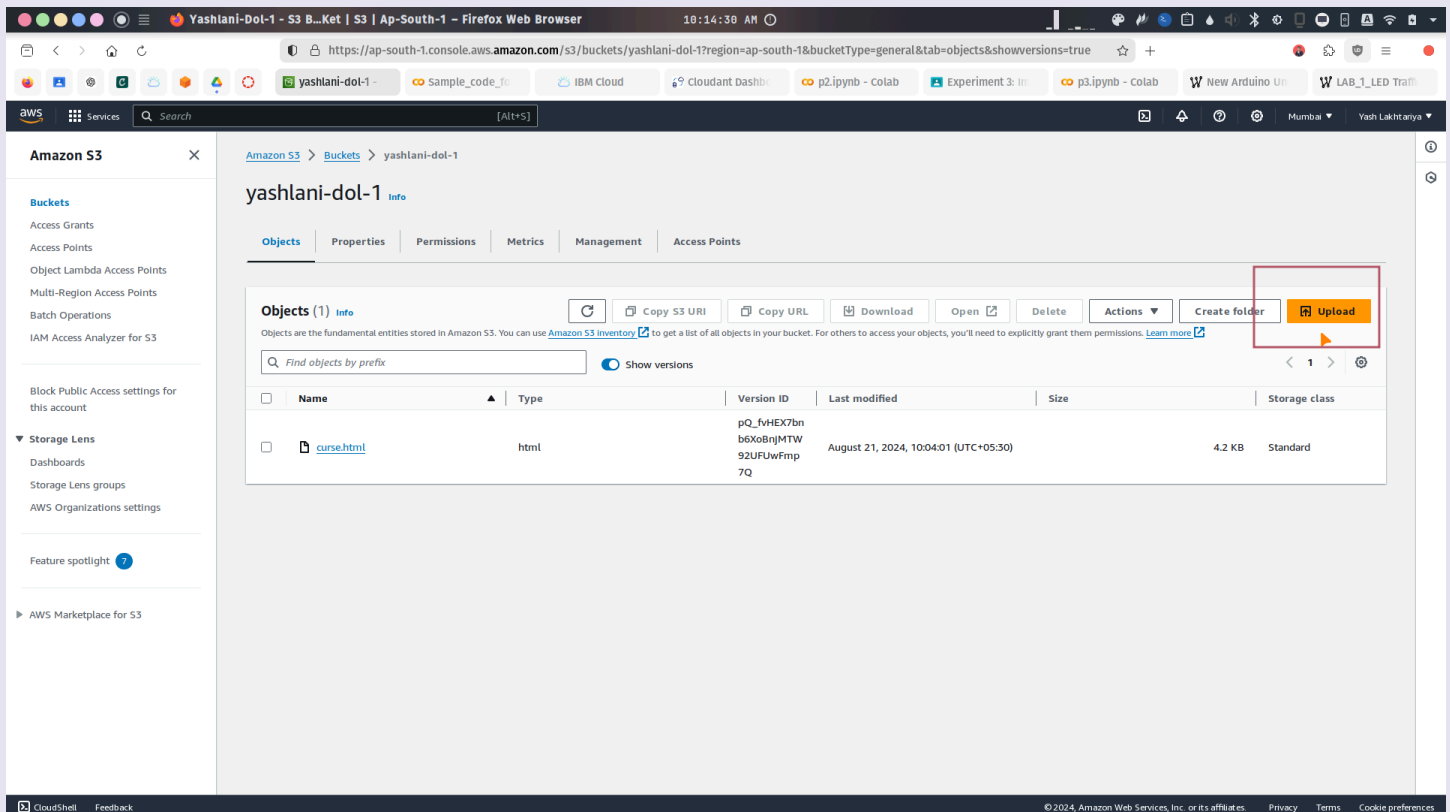 Yashlani-Dol-1 - S3 B...Ket | S3 | Ap-South-1 – Firefox Web Browser
10:14:30 AM
https://ap-south-1.console.aws.amazon.com/s3/buckets/yashlani-dol-1?region=ap-south-1&bucketType=general&tab=objects&showversions=true
yashlani-dol-1 -
Sample_code_fo
IBM Cloud
Cloudant Dashb
p2.ipynb - Colab
Experiment 3: Im
p3.ipynb - Colab
New Arduino Un
LAB_1_LED Traff
aws
Services
Search
[Alt+S]
Mumbai
Yash Lakhtariya
Amazon S3
Buckets
Access Grants
Access Points
Object Lambda Access Points
Multi-Region Access Points
Batch Operations
IAM Access Analyzer for S3
Block Public Access settings for
this account
Storage Lens
Dashboards
Storage Lens groups
AWS Organizations settings
Feature spotlight 7
AWS Marketplace for S3
Amazon S3 > Buckets > yashlani-dol-1
yashlani-dol-1 Info
Objects
Properties
Permissions
Metrics
Management
Access Points
Objects (1) Info
Copy S3 URI
Copy URL
Download
Open
Delete
Actions
Create folder
Upload
Objects are the fundamental entities stored in Amazon S3. You can use Amazon S3 inventory to get a list of all objects in your bucket. For others to access your objects, you'll need to explicitly grant them permissions. Learn more
Find objects by prefix
Show versions
1
Name
Type
Version ID
Last modified
Size
Storage class
curse.html
html
pQ_fvHEX7bn
b6XoBnJMTW
92UFUwFmp
7Q
August 21, 2024, 10:04:01 (UTC+05:30)
4.2 KB
Standard
CloudShell
Feedback
© 2024, Amazon Web Services, Inc. or its affiliates.
Privacy
Terms
Cookie preferences